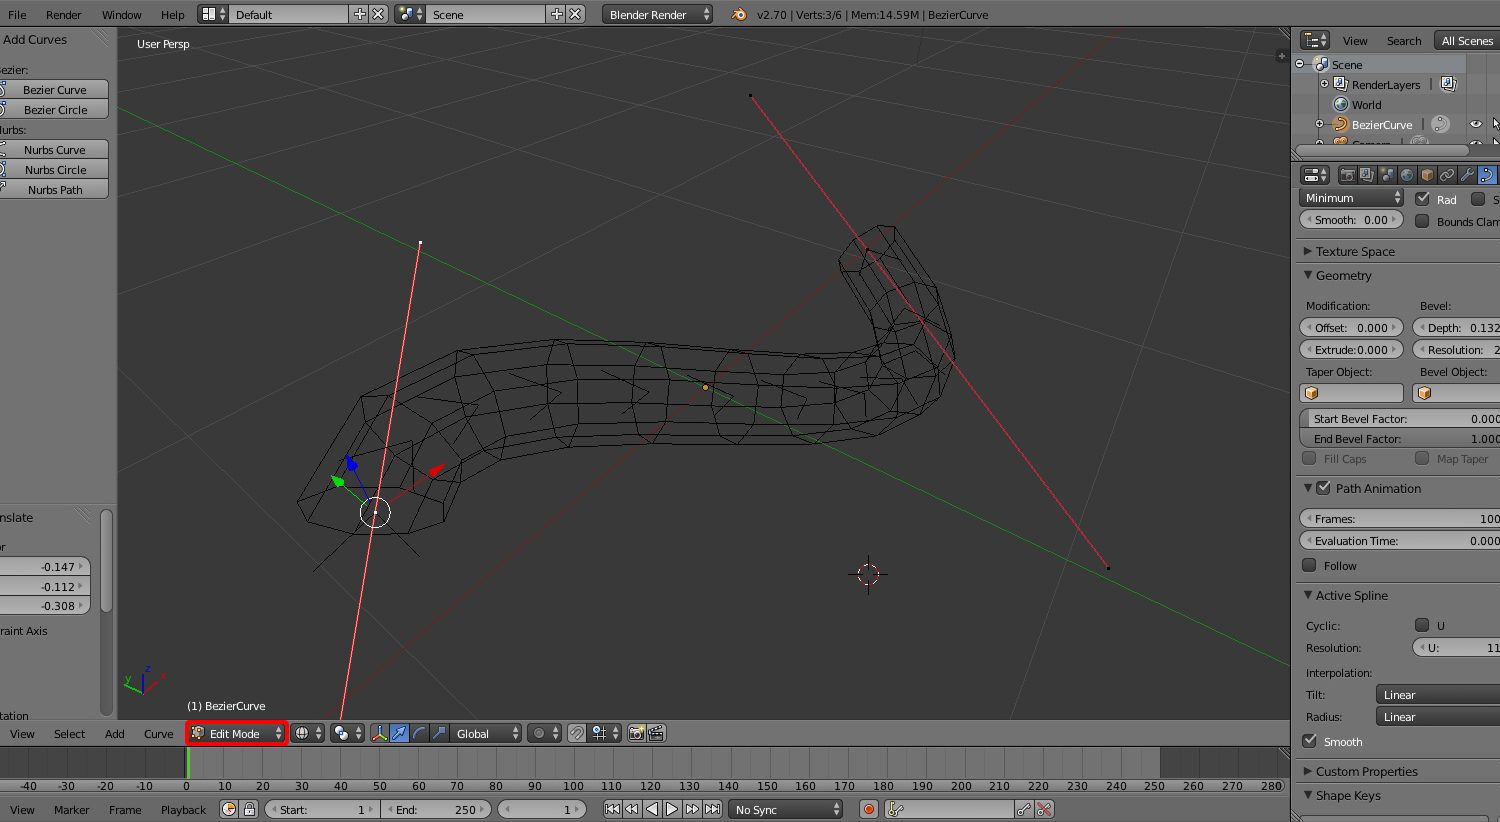 File Render Window Help Default Scene Blender Render v2.70 | Verts:3/6 | Mem:14.59M | BezierCurve
Add Curves
ezier:
Bezier Curve
Bezier Circle
urbs:
Nurbs Curve
Nurbs Circle
Nurbs Path
nslate
or
-0.147
-0.112
-0.308
raint Axis
tation
User Persp
y z x
(1) BezierCurve
View Select Add Curve Edit Mode Global
-40 -30 -20 -10 0 10 20 30 40 50 60 70 80 90 100 110 120 130 140 150 160 170 180 190 200 210 220 230 240 250 260 270 280
View Marker Frame Playback Start: 1 End: 250 1 No Sync
View Search All Scenes
Scene
RenderLayers |
World
BezierCurve |
Camera
Minimum Rad S
Smooth: 0.00 Bounds Clam
Texture Space
Geometry
Modification: Bevel:
Offset: 0.000 Depth: 0.132
Extrude:0.000 Resolution: 2
Taper Object: Bevel Object:
Start Bevel Factor: 0.000
End Bevel Factor: 1.000
Fill Caps Map Taper
Path Animation
Frames: 100
Evaluation Time: 0.000
Follow
Active Spline
Cyclic: U
Resolution: U: 11
Interpolation:
Tilt: Linear
Radius: Linear
Smooth
Custom Properties
Shape Keys